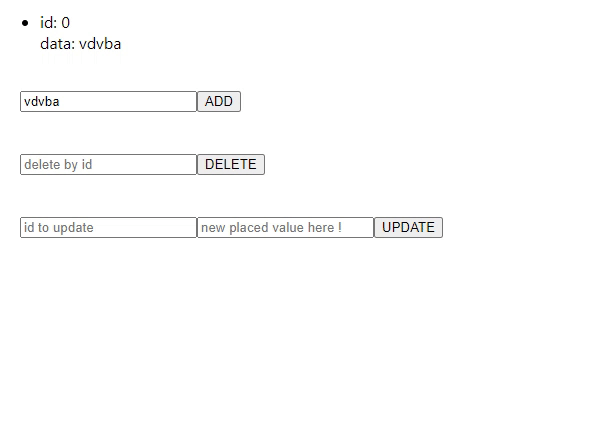 id: 0
data: vdvba
vdvba ADD
delete by id DELETE
id to update new placed value here ! UPDATE